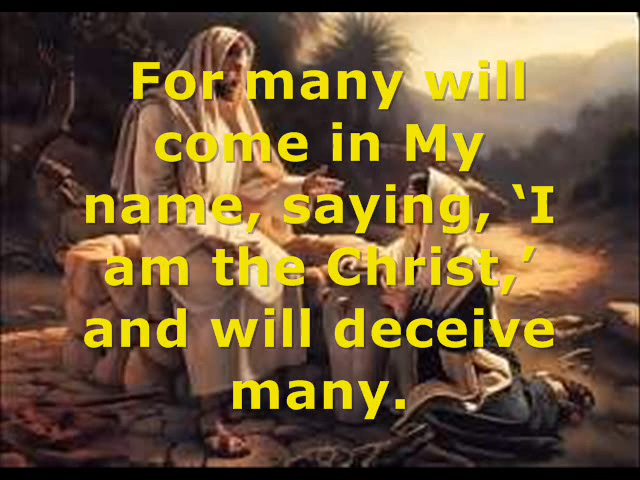 For many will
come in My
name, saying, ‘I
am the Christ,’
and will deceive
many.